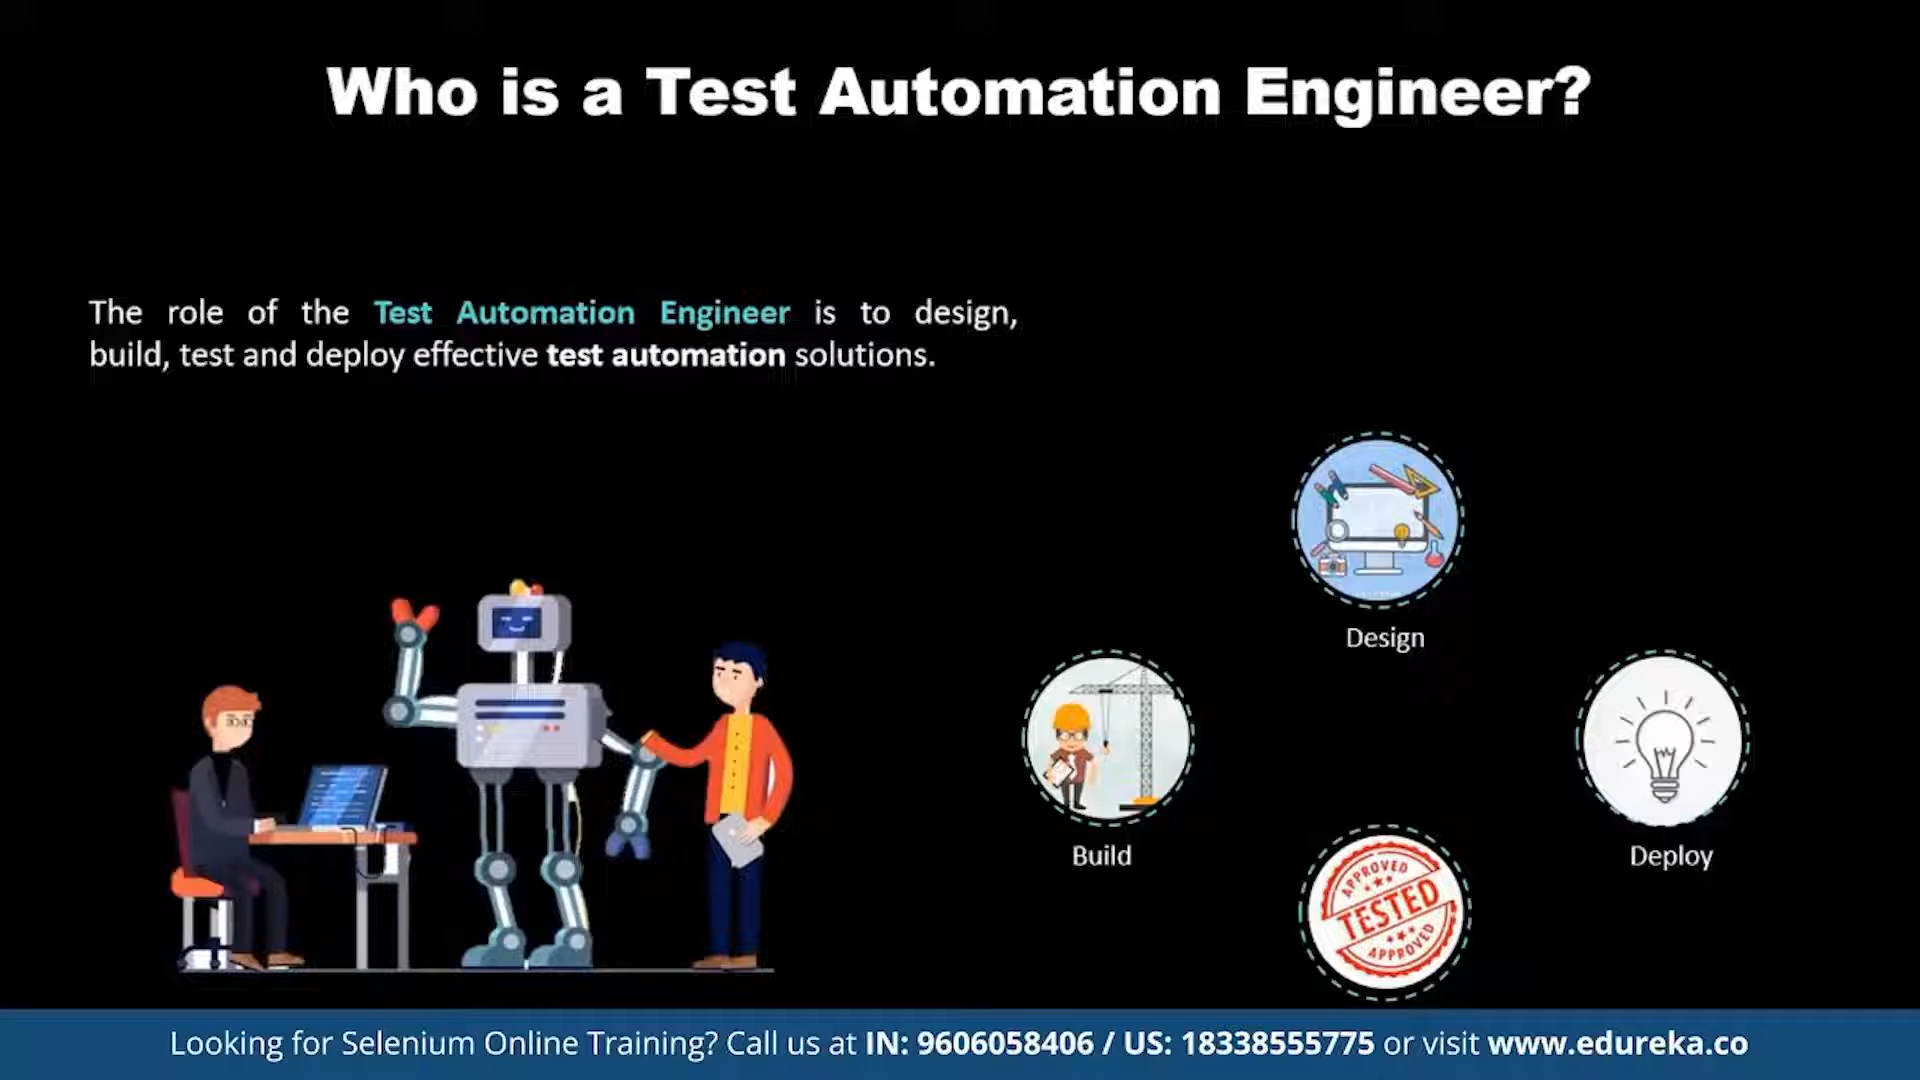 Who is a Test Automation Engineer?
The role of the Test Automation Engineer is to design,
build, test and deploy effective test automation solutions.
Design
Build
Deploy
APPROVED
TESTED
APPROVED
Looking for Selenium Online Training? Call us at IN: 9606058406 / US: 18338555775 or visit www.edureka.co